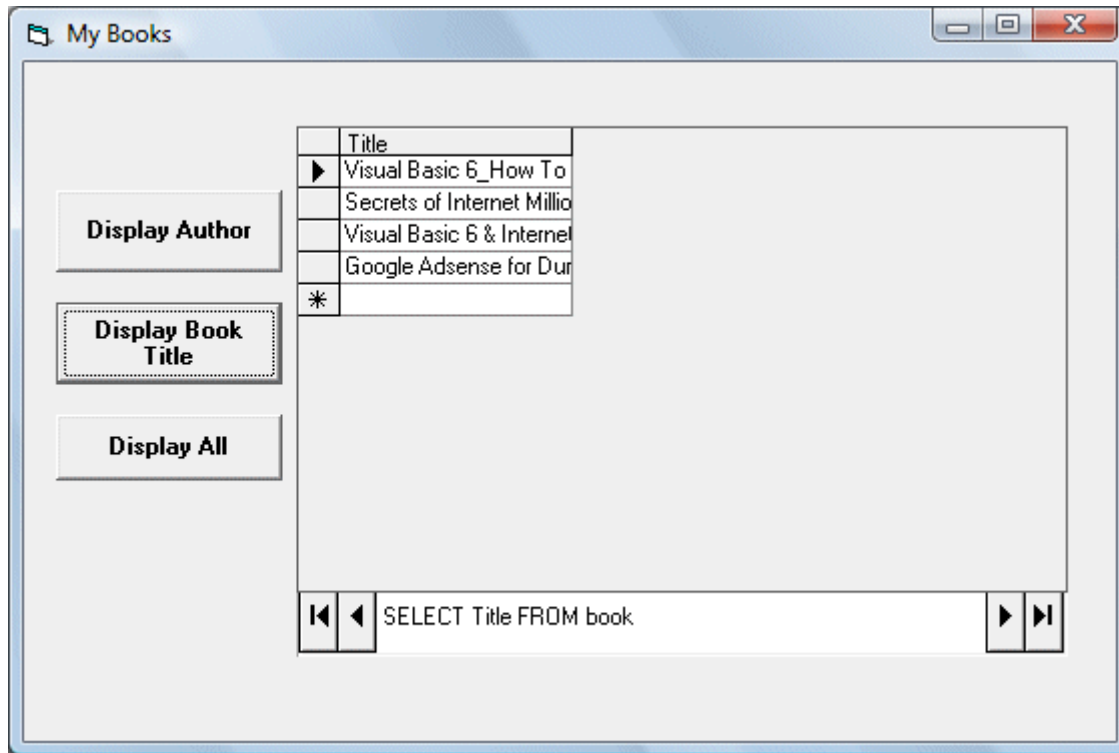 My Books
Title
Visual Basic 6_How To
Secrets of Internet Millio
Visual Basic 6 & Internet
Google Adsense for Dur
Display Author
Display Book
Title
Display All
SELECT Title FROM book